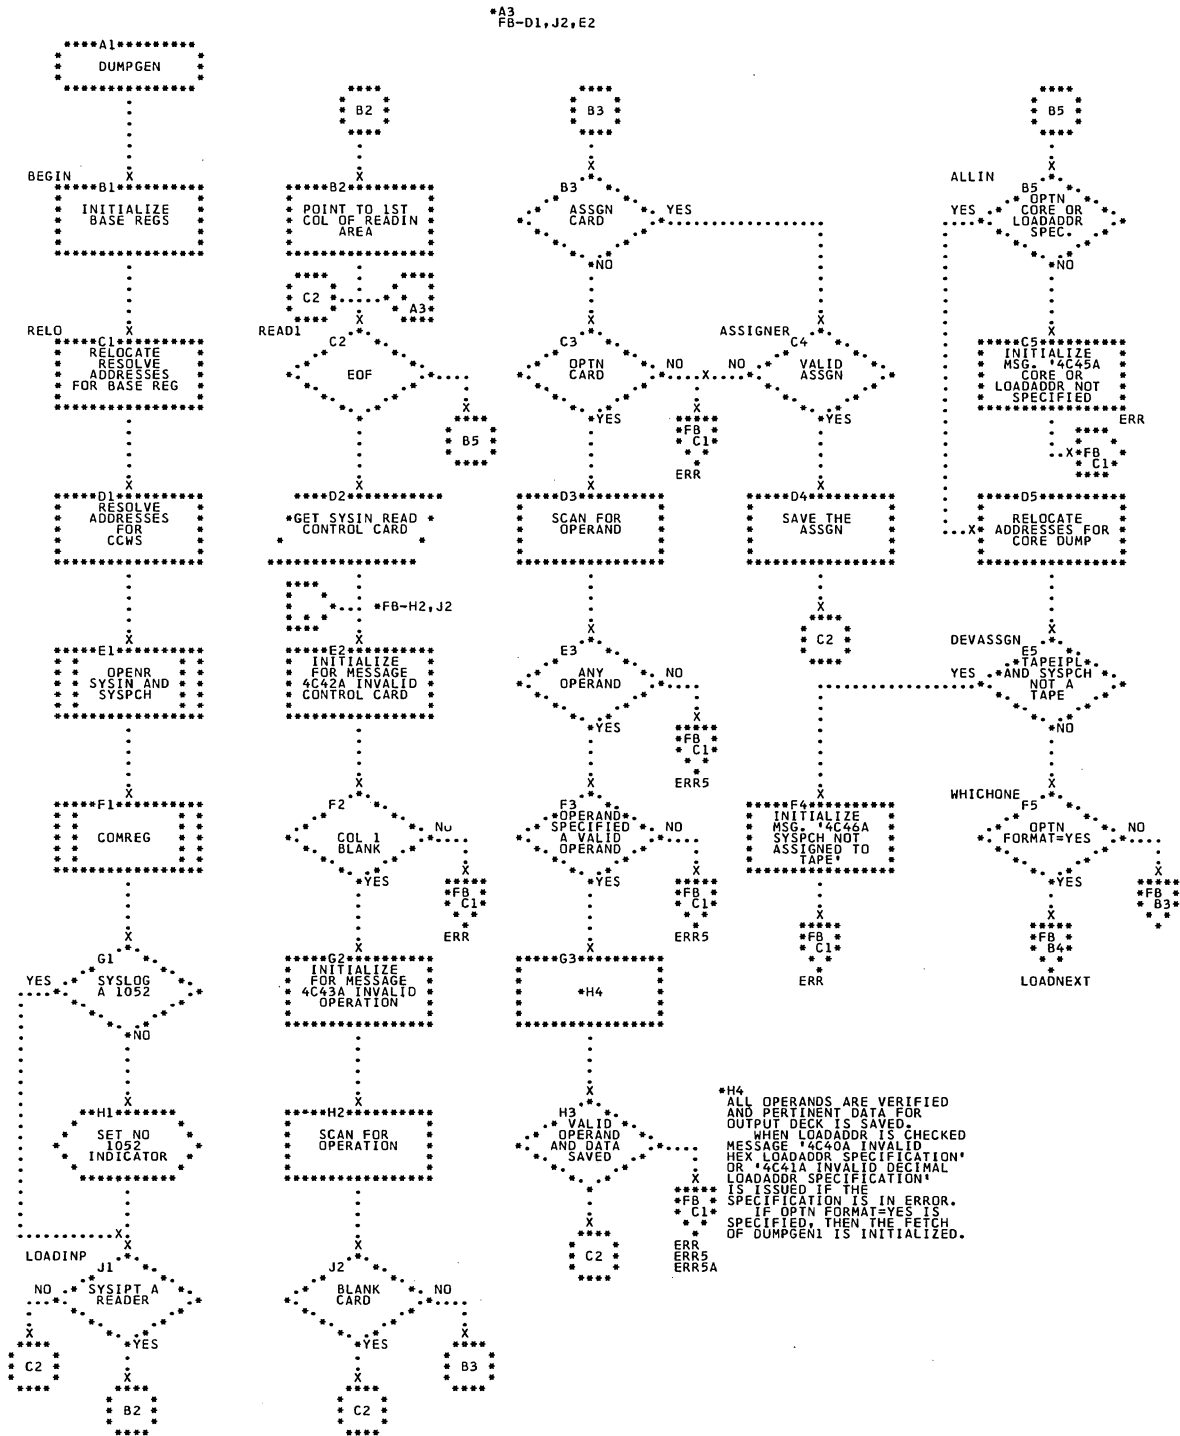 *A3
FB-D1,J2,E2
A1
DUMPGEN
BEGIN
B1
INITIALIZE
BASE REGS
RELO
C1
RELOCATE
RESOLVE
ADDRESSES
FOR BASE REG
D1
RESOLVE
ADDRESSES
FOR
CCWS
E1
OPENR
SYSIN AND
SYSPCH
F1
COMREG
G1
SYSLOG
A 1052
YES
NO
H1
SET NO
1052
INDICATOR
LOADINP
J1
SYSIPT A
READER
NO
YES
C2
B2
B2
B2
POINT TO 1ST
COL OF READIN
AREA
C2
A3
READ1
C2
EOF
B5
D2
*GET SYSIN READ
CONTROL CARD
*FB-H2,J2
E2
INITIALIZE
FOR MESSAGE
4C42A INVALID
CONTROL CARD
F2
COL 1
BLANK
NO
YES
FB
C1
ERR
G2
INITIALIZE
FOR MESSAGE
4C43A INVALID
OPERATION
H2
SCAN FOR
OPERATION
J2
BLANK
CARD
NO
YES
B3
C2
B3
B3
ASSGN
CARD
YES
NO
C3
OPTN
CARD
NO
YES
FB
C1
ERR
D3
SCAN FOR
OPERAND
E3
ANY
OPERAND
NO
YES
FB
C1
ERR5
F3
OPERAND
SPECIFIED
A VALID
OPERAND
NO
YES
FB
C1
ERR5
G3
*H4
H3
VALID
OPERAND
AND DATA
SAVED
FB
C1
ERR
ERR5
ERR5A
C2
ASSIGNER
C4
VALID
ASSGN
NO
YES
D4
SAVE THE
ASSGN
C2
F4
INITIALIZE
MSG. '4C46A
SYSPCH NOT
ASSIGNED TO
TAPE'
FB
C1
ERR
*H4
ALL OPERANDS ARE VERIFIED
AND PERTINENT DATA FOR
OUTPUT DECK IS SAVED.
WHEN LOADADDR IS CHECKED
MESSAGE '4C40A INVALID
HEX LOADADDR SPECIFICATION'
OR '4C41A INVALID DECIMAL
LOADADDR SPECIFICATION'
IS ISSUED IF THE
SPECIFICATION IS IN ERROR.
IF OPTN FORMAT=YES IS
SPECIFIED, THEN THE FETCH
OF DUMPGEN1 IS INITIALIZED.
B5
ALLIN
B5
OPTN
CORE OR
LOADADDR
SPEC.
YES
NO
C5
INITIALIZE
MSG. '4C45A
CORE OR
LOADADDR NOT
SPECIFIED
ERR
FB
C1
D5
RELOCATE
ADDRESSES FOR
CORE DUMP
DEVASSGN
E5
TAPEIPL
AND SYSPCH
NOT A
TAPE
YES
NO
WHICHONE
F5
OPTN
FORMAT=YES
NO
YES
FB
B3
FB
B4
LOADNEXT